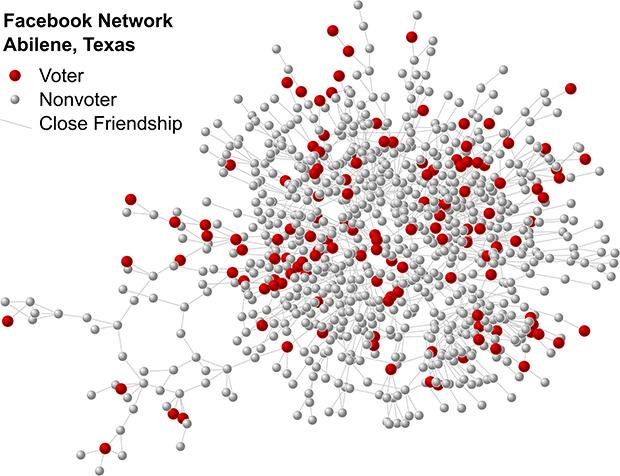 Facebook Network
Abilene, Texas
Voter
Nonvoter
Close Friendship